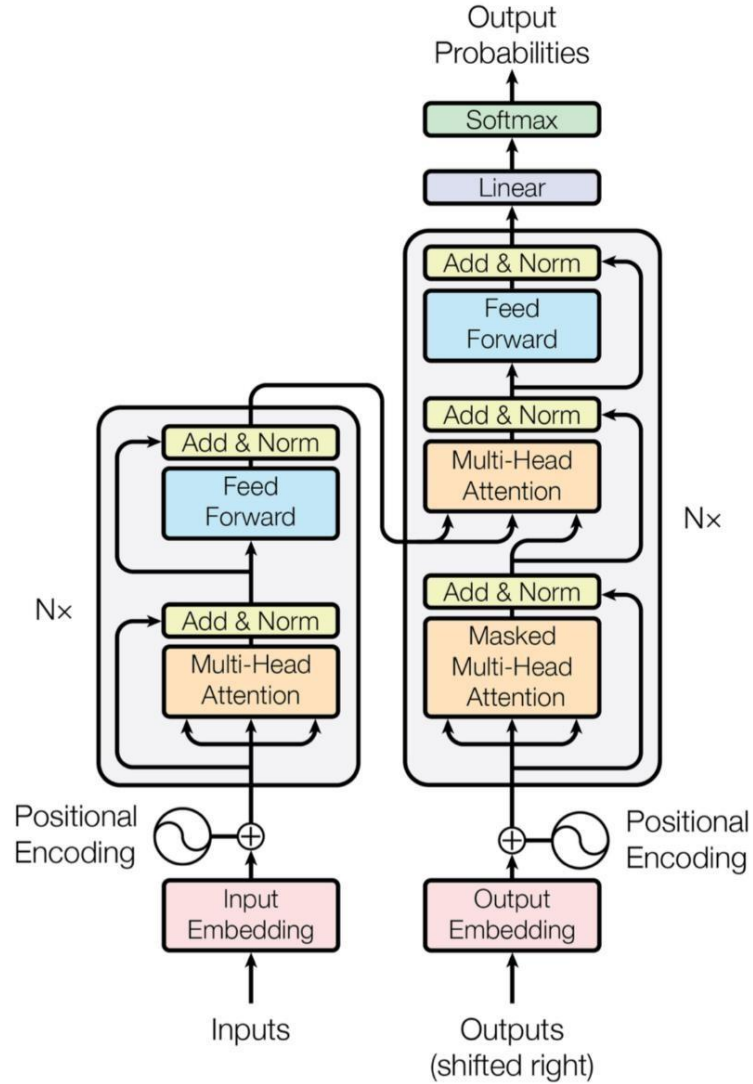 Output
Probabilities
Softmax
Linear
Add & Norm
Feed
Forward
Add & Norm
Multi-Head
Attention
Add & Norm
Masked
Multi-Head
Attention
N×
Add & Norm
Feed
Forward
Add & Norm
Multi-Head
Attention
N×
Positional
Encoding
Input
Embedding
Inputs
Positional
Encoding
Output
Embedding
Outputs
(shifted right)